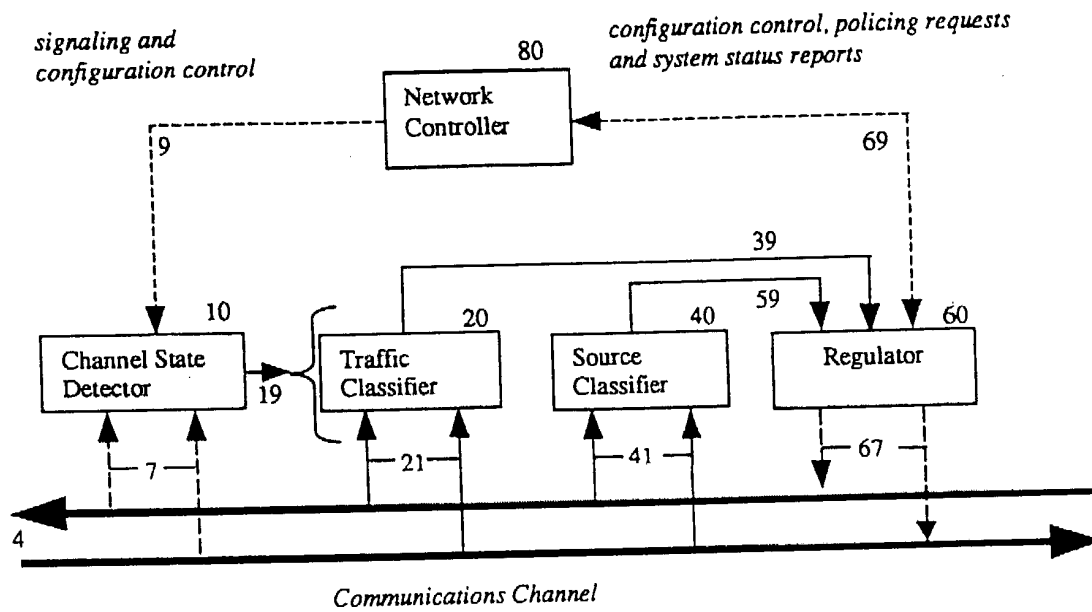 signaling and
configuration control
configuration control, policing requests
and system status reports
80
Network
Controller
9
69
39
59
10
20
40
60
Channel State
Detector
19
Traffic
Classifier
Source
Classifier
Regulator
7
21
41
67
4
Communications Channel